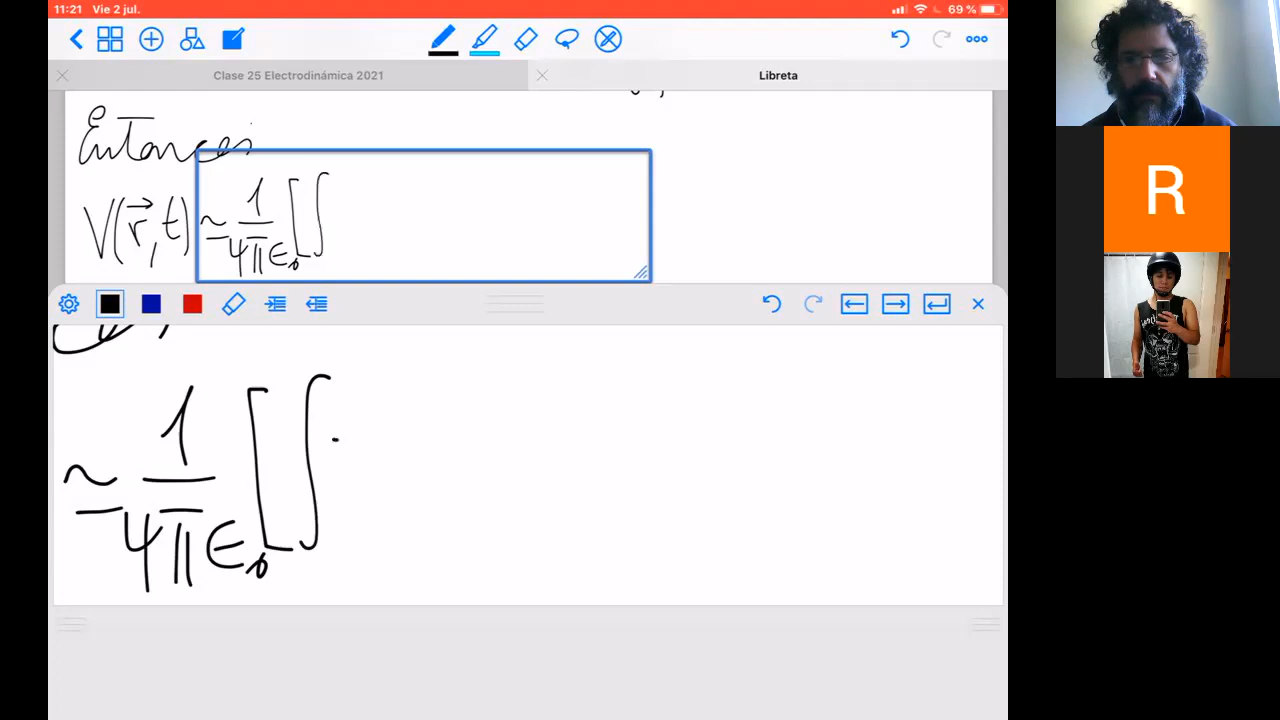 11:21 Vie 2 jul. 69 %
Clase 25 Electrodinámica 2021 Libreta
Entonces
V(r⃗,t) ≃ 1/4πϵ₀ [∫
≃ 1/4πϵ₀ [∫
R